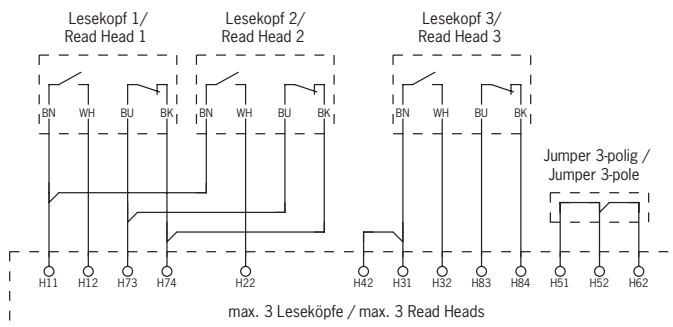 Lesekopf 1/ Lesekopf 2/ Lesekopf 3/
Read Head 1 Read Head 2 Read Head 3
BN WH BU BK BN WH BU BK BN WH BU BK
Jumper 3-polig /
Jumper 3-pole
H11 H12 H73 H74 H22 H42 H31 H32 H83 H84 H51 H52 H62
max. 3 Leseköpfe / max. 3 Read Heads